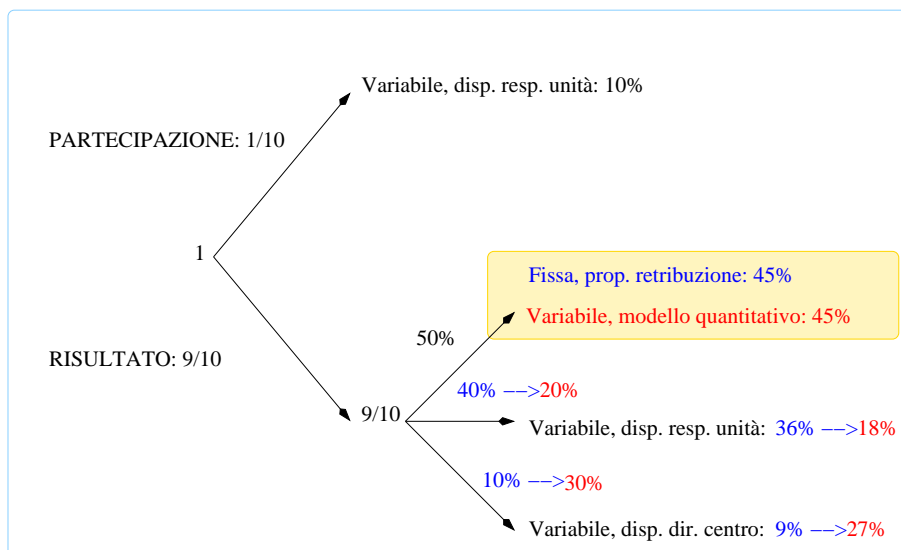 Variabile, disp. resp. unità: 10%
PARTECIPAZIONE: 1/10
1
Fissa, prop. retribuzione: 45%
Variabile, modello quantitativo: 45%
50%
RISULTATO: 9/10
40% −−>20%
9/10
Variabile, disp. resp. unità: 36% −−>18%
10% −−>30%
Variabile, disp. dir. centro: 9% −−>27%